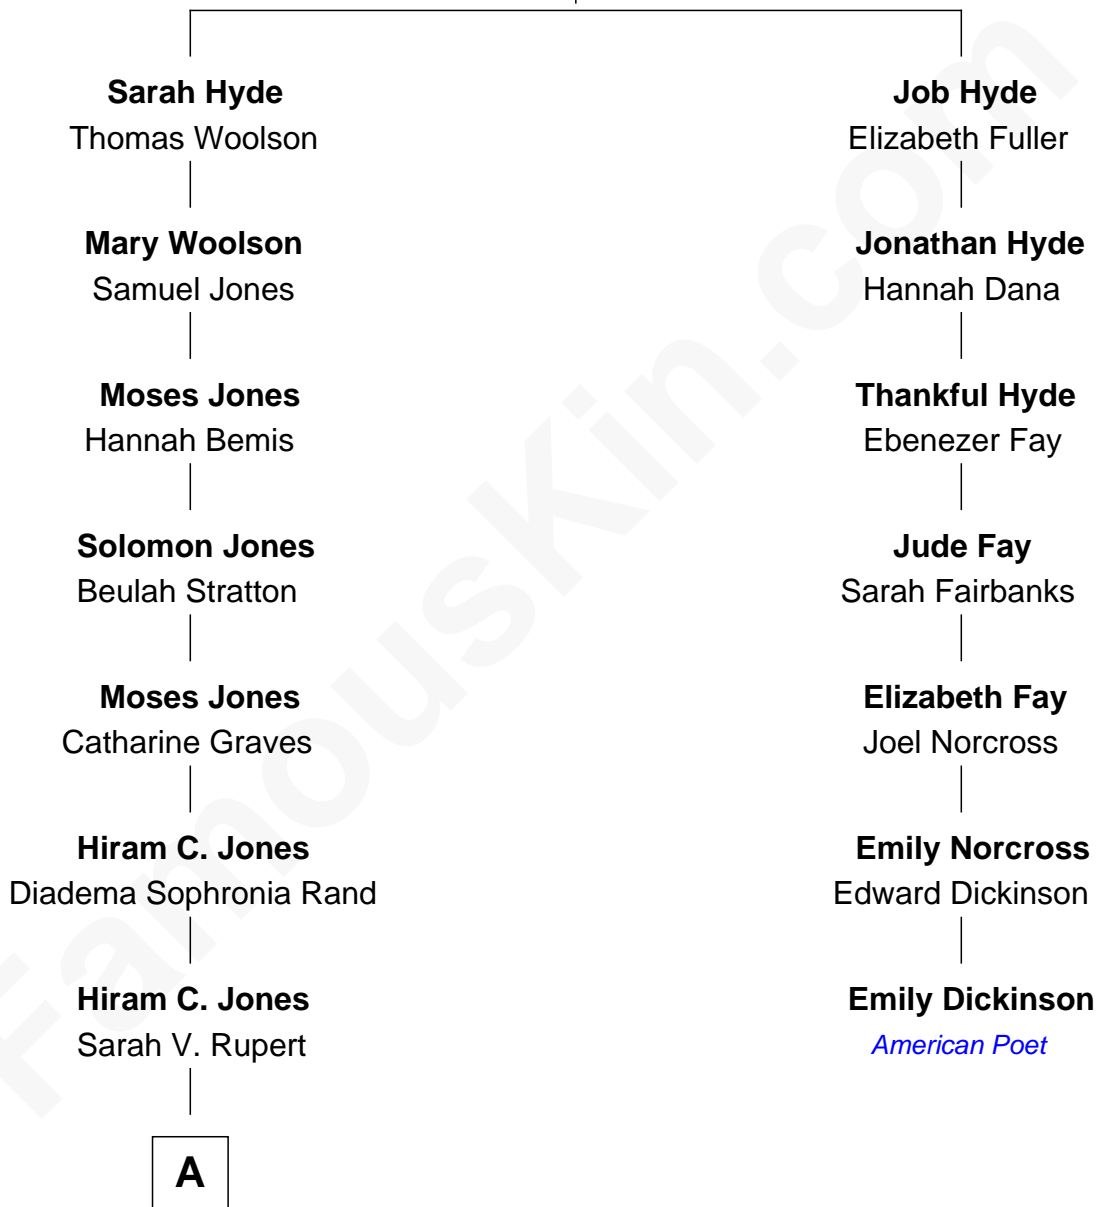 Sarah Hyde
Thomas Woolson
Job Hyde
Elizabeth Fuller
Mary Woolson
Samuel Jones
Jonathan Hyde
Hannah Dana
Moses Jones
Hannah Bemis
Thankful Hyde
Ebenezer Fay
Solomon Jones
Beulah Stratton
Jude Fay
Sarah Fairbanks
Moses Jones
Catharine Graves
Elizabeth Fay
Joel Norcross
Hiram C. Jones
Diadema Sophronia Rand
Emily Norcross
Edward Dickinson
Hiram C. Jones
Sarah V. Rupert
Emily Dickinson
American Poet
A
FamousKin.com